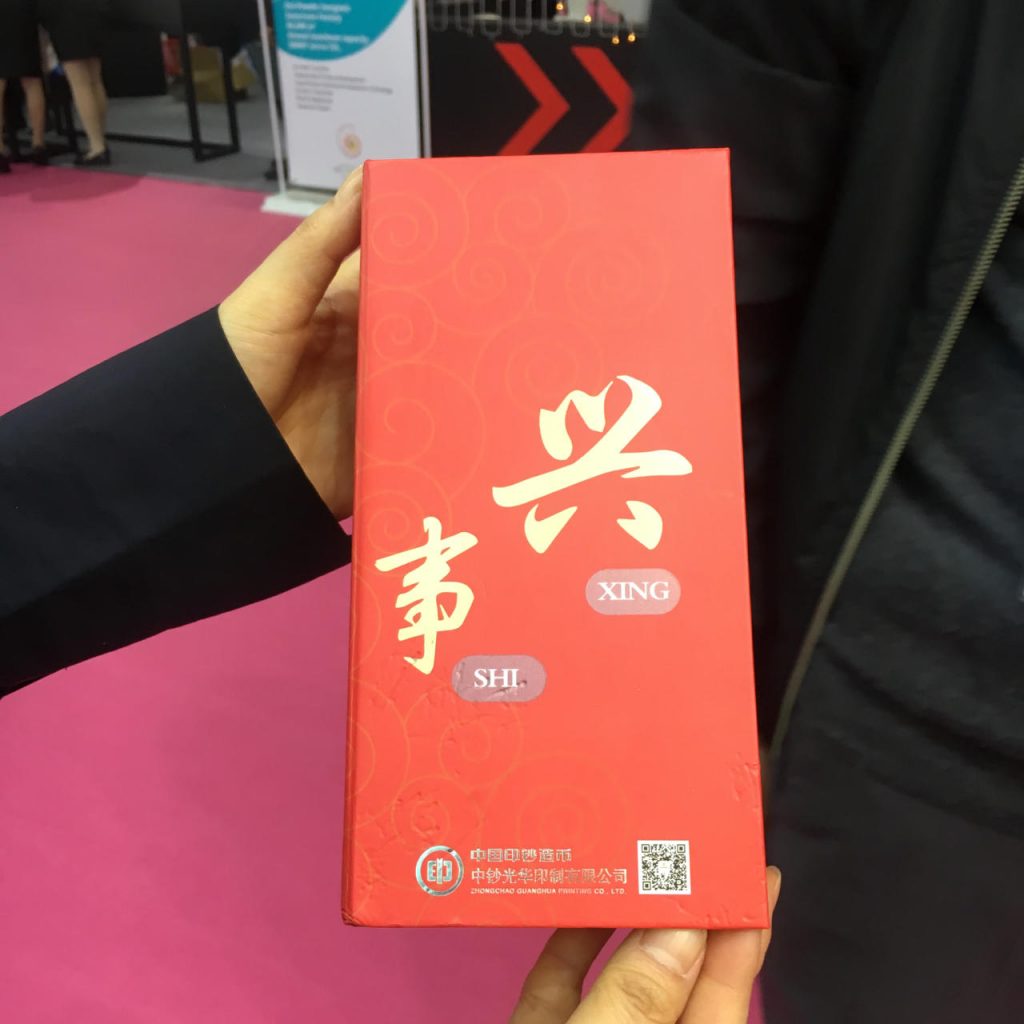 兴
XING
事
SHI
中国印钞造币
中钞光华印制有限公司
ZHONGCHAO GUANGHUA PRINTING CO., LTD.